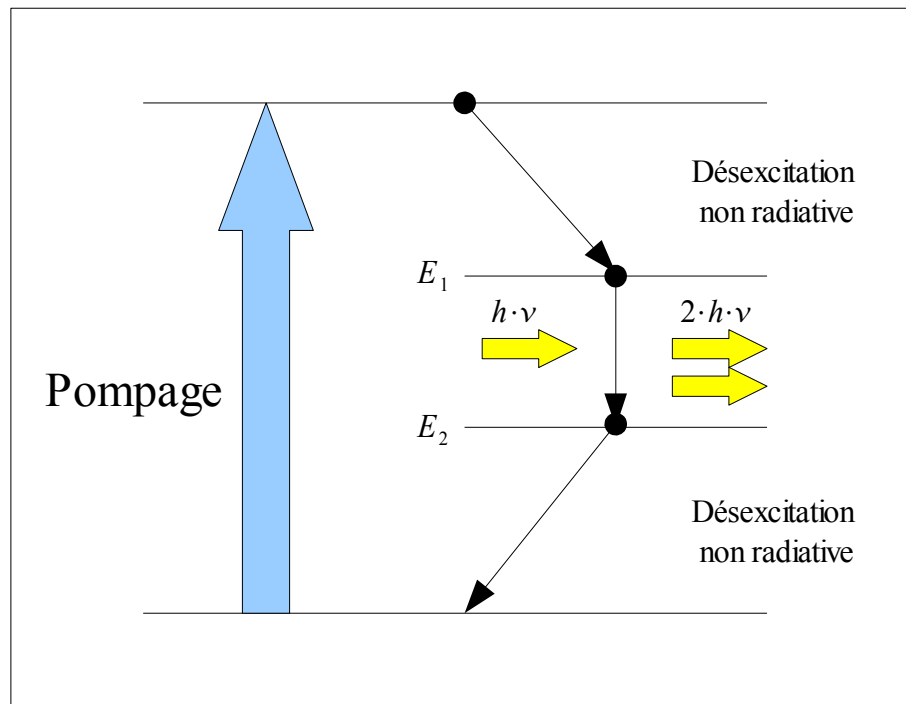 Désexcitation
non radiative
E₁
h·ν
2·h·ν
Pompage
E₂
Désexcitation
non radiative